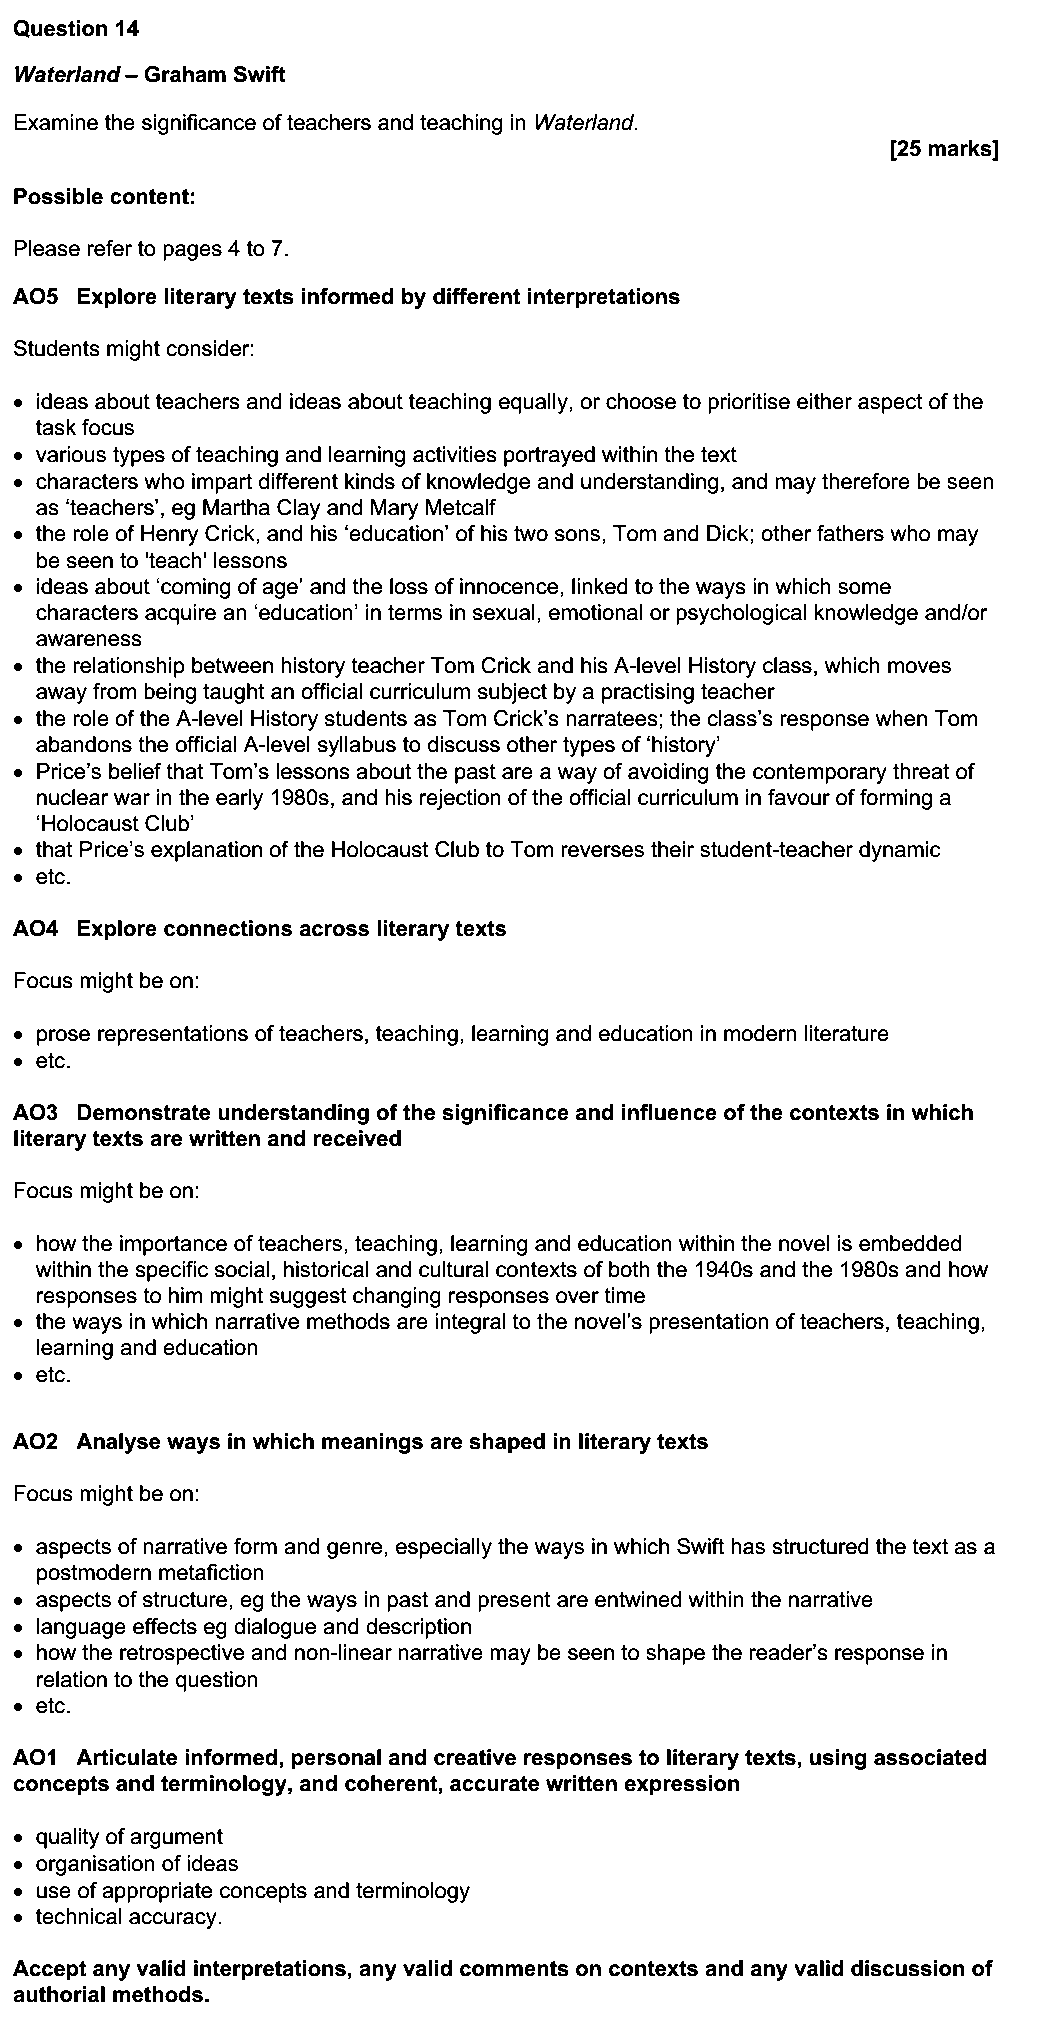 Question 14
Waterland – Graham Swift
Examine the significance of teachers and teaching in Waterland.
[25 marks]
Possible content:
Please refer to pages 4 to 7.
AO5 Explore literary texts informed by different interpretations
Students might consider:
• ideas about teachers and ideas about teaching equally, or choose to prioritise either aspect of the
task focus
• various types of teaching and learning activities portrayed within the text
• characters who impart different kinds of knowledge and understanding, and may therefore be seen
as ‘teachers’, eg Martha Clay and Mary Metcalf
• the role of Henry Crick, and his ‘education’ of his two sons, Tom and Dick; other fathers who may
be seen to 'teach' lessons
• ideas about ‘coming of age’ and the loss of innocence, linked to the ways in which some
characters acquire an ‘education’ in terms in sexual, emotional or psychological knowledge and/or
awareness
• the relationship between history teacher Tom Crick and his A-level History class, which moves
away from being taught an official curriculum subject by a practising teacher
• the role of the A-level History students as Tom Crick’s narratees; the class’s response when Tom
abandons the official A-level syllabus to discuss other types of ‘history’
• Price’s belief that Tom’s lessons about the past are a way of avoiding the contemporary threat of
nuclear war in the early 1980s, and his rejection of the official curriculum in favour of forming a
‘Holocaust Club’
• that Price’s explanation of the Holocaust Club to Tom reverses their student-teacher dynamic
• etc.
AO4 Explore connections across literary texts
Focus might be on:
• prose representations of teachers, teaching, learning and education in modern literature
• etc.
AO3 Demonstrate understanding of the significance and influence of the contexts in which
literary texts are written and received
Focus might be on:
• how the importance of teachers, teaching, learning and education within the novel is embedded
within the specific social, historical and cultural contexts of both the 1940s and the 1980s and how
responses to him might suggest changing responses over time
• the ways in which narrative methods are integral to the novel’s presentation of teachers, teaching,
learning and education
• etc.
AO2 Analyse ways in which meanings are shaped in literary texts
Focus might be on:
• aspects of narrative form and genre, especially the ways in which Swift has structured the text as a
postmodern metafiction
• aspects of structure, eg the ways in past and present are entwined within the narrative
• language effects eg dialogue and description
• how the retrospective and non-linear narrative may be seen to shape the reader’s response in
relation to the question
• etc.
AO1 Articulate informed, personal and creative responses to literary texts, using associated
concepts and terminology, and coherent, accurate written expression
• quality of argument
• organisation of ideas
• use of appropriate concepts and terminology
• technical accuracy.
Accept any valid interpretations, any valid comments on contexts and any valid discussion of
authorial methods.